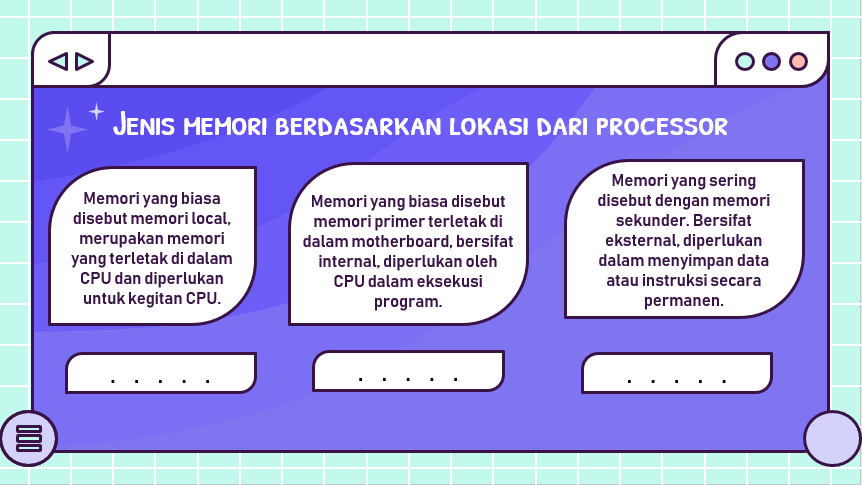 Jenis memori berdasarkan lokasi dari processor
Memori yang biasa
disebut memori local,
merupakan memori
yang terletak di dalam
CPU dan diperlukan
untuk kegitan CPU.
Memori yang biasa disebut
memori primer terletak di
dalam motherboard, bersifat
internal, diperlukan oleh
CPU dalam eksekusi
program.
Memori yang sering
disebut dengan memori
sekunder. Bersifat
eksternal, diperlukan
dalam menyimpan data
atau instruksi secara
permanen.
. . . . .
. . . . .
. . . . .